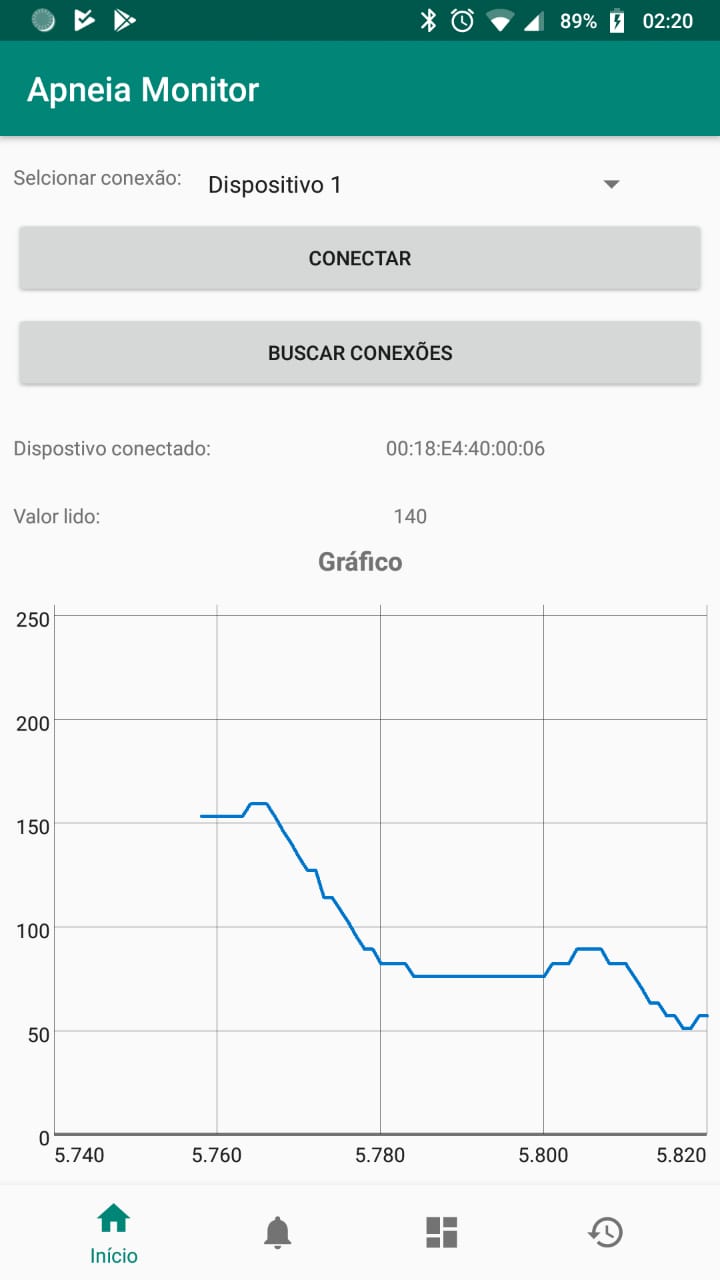 89% 02:20
Apneia Monitor
Selcionar conexão: Dispositivo 1
CONECTAR
BUSCAR CONEXÕES
Dispostivo conectado: 00:18:E4:40:00:06
Valor lido: 140
Gráfico
250
200
150
100
50
0
5.740 5.760 5.780 5.800 5.820
Início